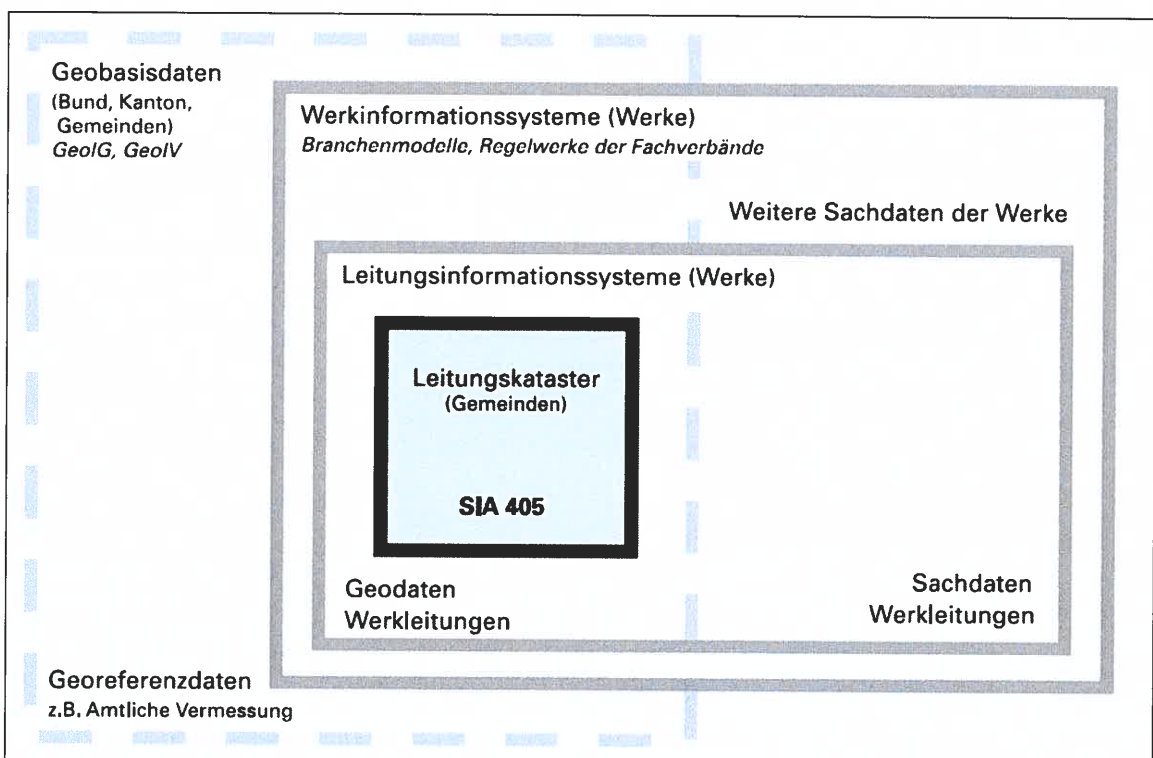 Geobasisdaten
(Bund, Kanton,
Gemeinden)
GeoIG, GeoIV
Werkinformationssysteme (Werke)
Branchenmodelle, Regelwerke der Fachverbände
Weitere Sachdaten der Werke
Leitungsinformationssysteme (Werke)
Leitungskataster
(Gemeinden)
SIA 405
Geodaten
Werkleitungen
Sachdaten
Werkleitungen
Georeferenzdaten
z.B. Amtliche Vermessung